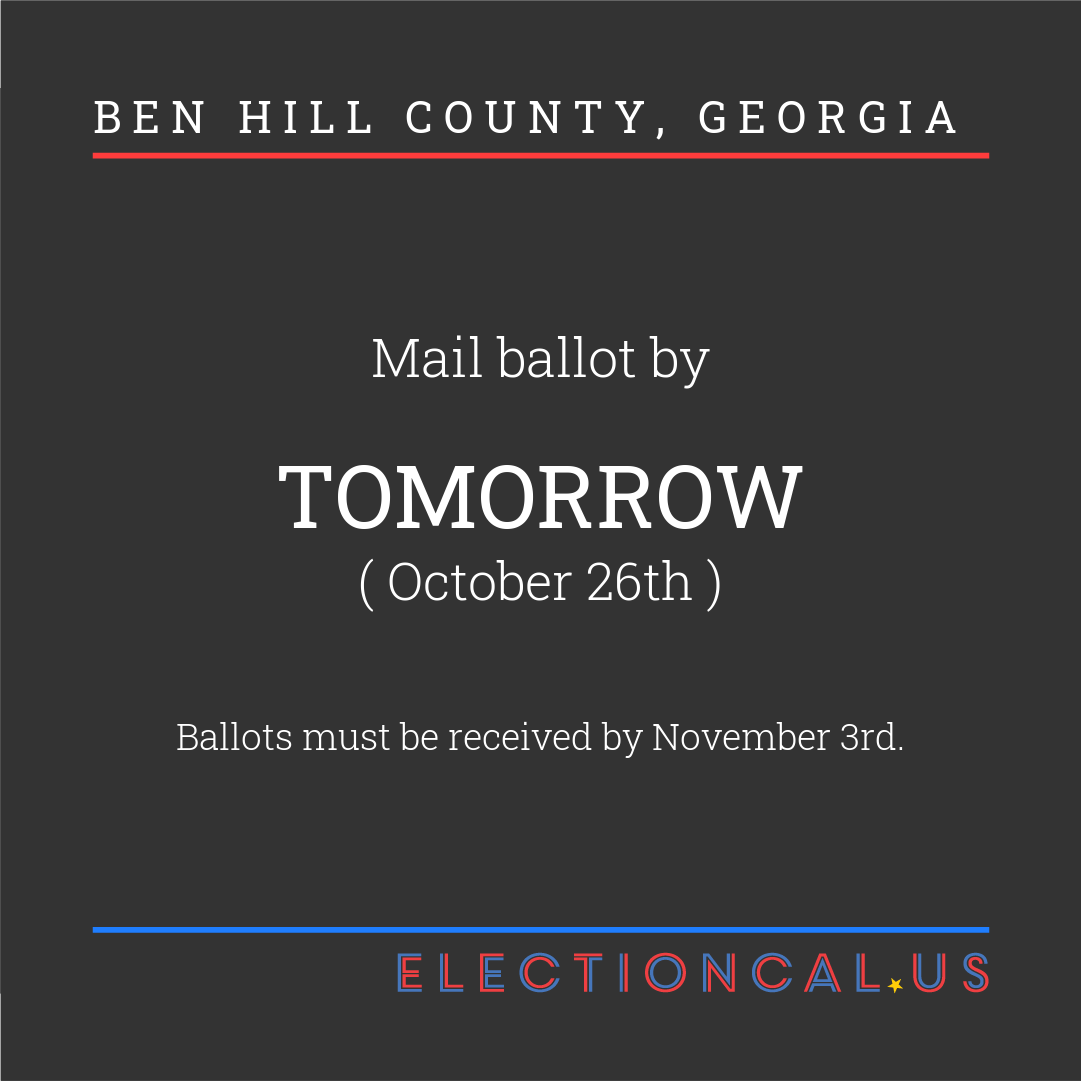 BEN HILL COUNTY, GEORGIA
Mail ballot by
TOMORROW
( October 26th )
Ballots must be received by November 3rd.
ELECTIONCAL.US